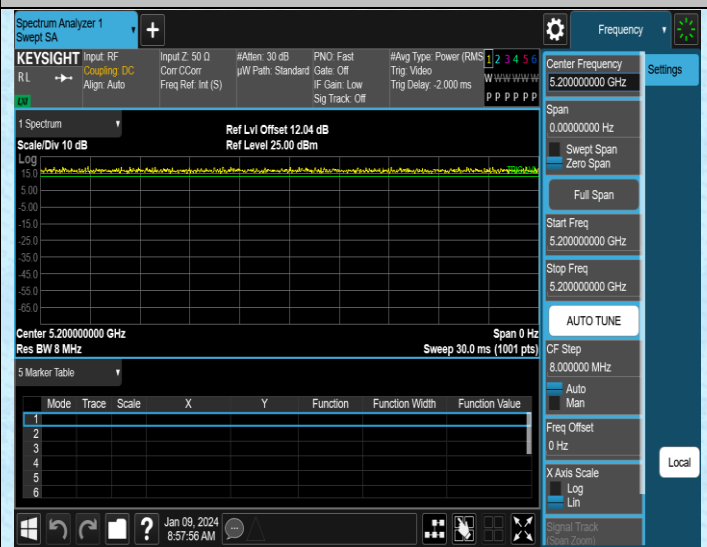 Spectrum Analyzer 1
Swept SA
Frequency
KEYSIGHT
RL
LXI
Input: RF
Coupling: DC
Align: Auto
Input Z: 50 Ω
Corr CCorr
Freq Ref: Int (S)
#Atten: 30 dB
µW Path: Standard
PNO: Fast
Gate: Off
IF Gain: Low
Sig Track: Off
#Avg Type: Power (RMS
Trig: Video
Trig Delay: -2.000 ms
1 2 3 4 5 6
W W W W W W
P P P P P P
1 Spectrum
Scale/Div 10 dB
Ref Lvl Offset 12.04 dB
Ref Level 25.00 dBm
Log
15.0
5.00
-5.00
-15.0
-25.0
-35.0
-45.0
-55.0
-65.0
Center 5.200000000 GHz
Span 0 Hz
Res BW 8 MHz
Sweep 30.0 ms (1001 pts)
5 Marker Table
Mode Trace Scale X Y Function Function Width Function Value
1
2
3
4
5
6
?
Jan 09, 2024
8:57:56 AM
Center Frequency
5.200000000 GHz
Span
0.00000000 Hz
Swept Span
Zero Span
Full Span
Start Freq
5.200000000 GHz
Stop Freq
5.200000000 GHz
AUTO TUNE
CF Step
8.000000 MHz
Auto
Man
Freq Offset
0 Hz
X Axis Scale
Log
Lin
Signal Track
(Span Zoom)
Settings
Local